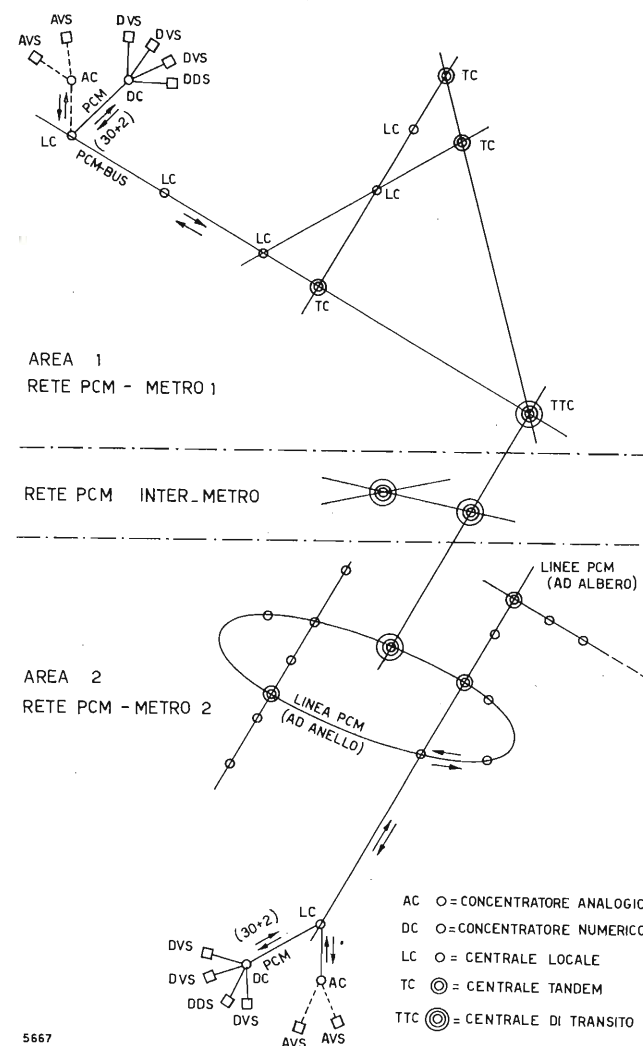 AVS
DVS
DVS
AVS
DVS
AC
DDS
PCM
DC
(30+2)
LC
PCM-BUS
LC
LC
TC
LC
TC
LC
TC
AREA 1
RETE PCM - METRO 1
TTC
RETE PCM INTER_METRO
LINEE PCM
(AD ALBERO)
AREA 2
RETE PCM - METRO 2
LINEA PCM
(AD ANELLO)
LC
(30+2)
PCM
DVS
DVS
DC
DDS
DVS
AC
AVS
AVS
AC = CONCENTRATORE ANALOGICO
DC = CONCENTRATORE NUMERICO
LC = CENTRALE LOCALE
TC = CENTRALE TANDEM
TTC = CENTRALE DI TRANSITO
5667